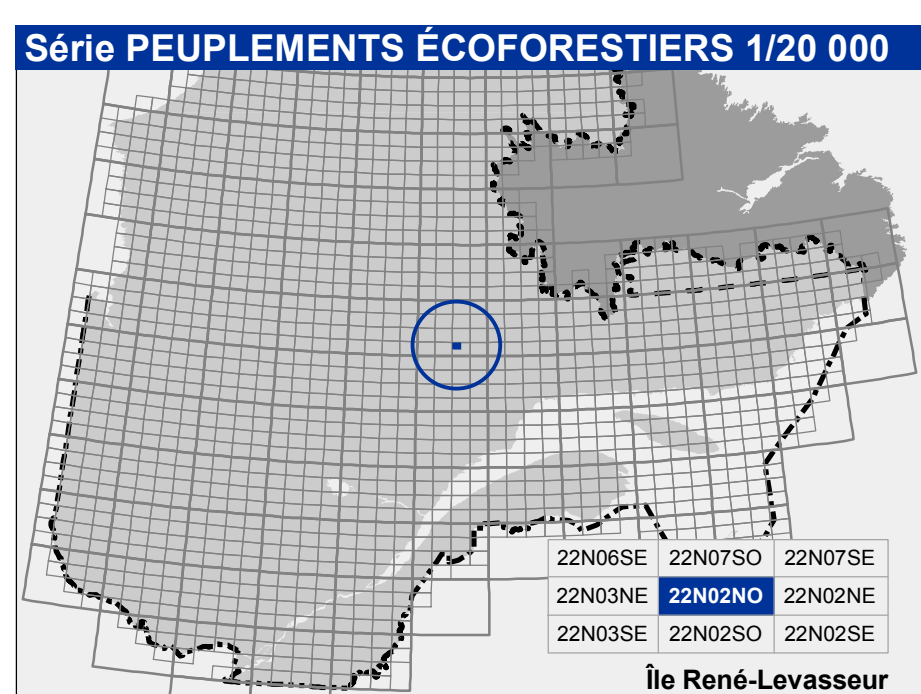 Série PEUPLEMENTS ÉCOFORESTIERS 1/20 000
22N06SE 22N07SO 22N07SE
22N03NE 22N02NO 22N02NE
22N03SE 22N02SO 22N02SE
Île René-Levasseur